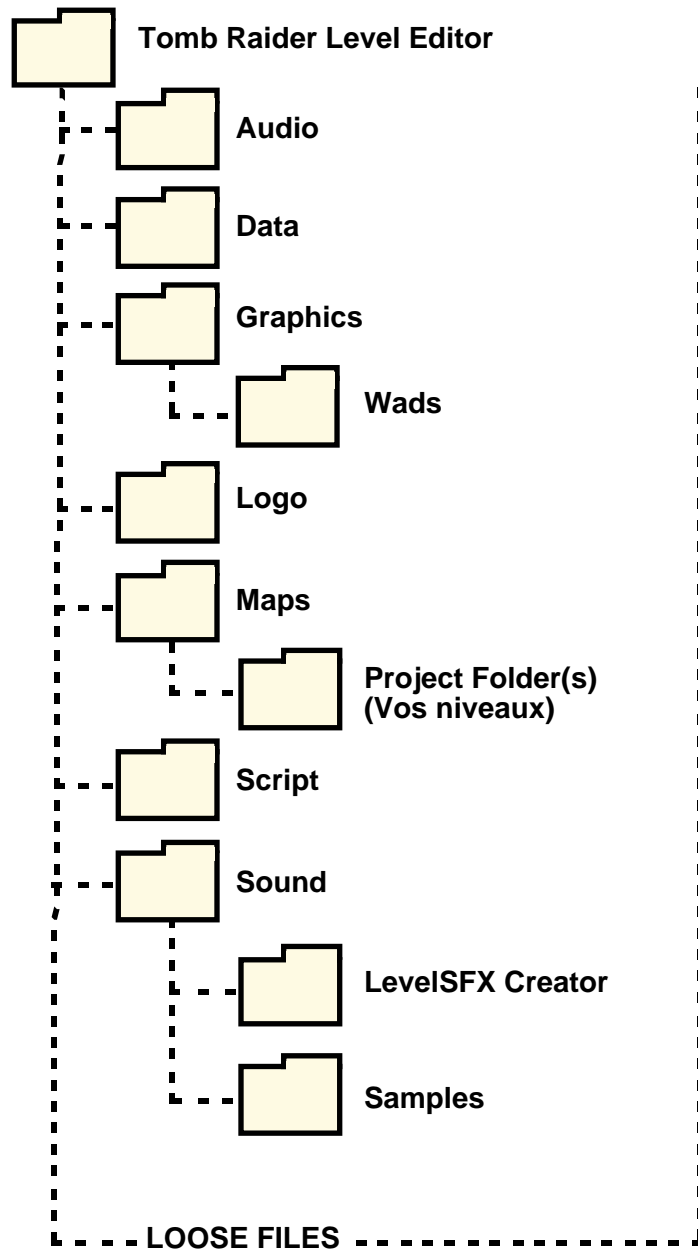 Tomb Raider Level Editor
Audio
Data
Graphics
Wads
Logo
Maps
Project Folder(s)
(Vos niveaux)
Script
Sound
LevelSFX Creator
Samples
LOOSE FILES